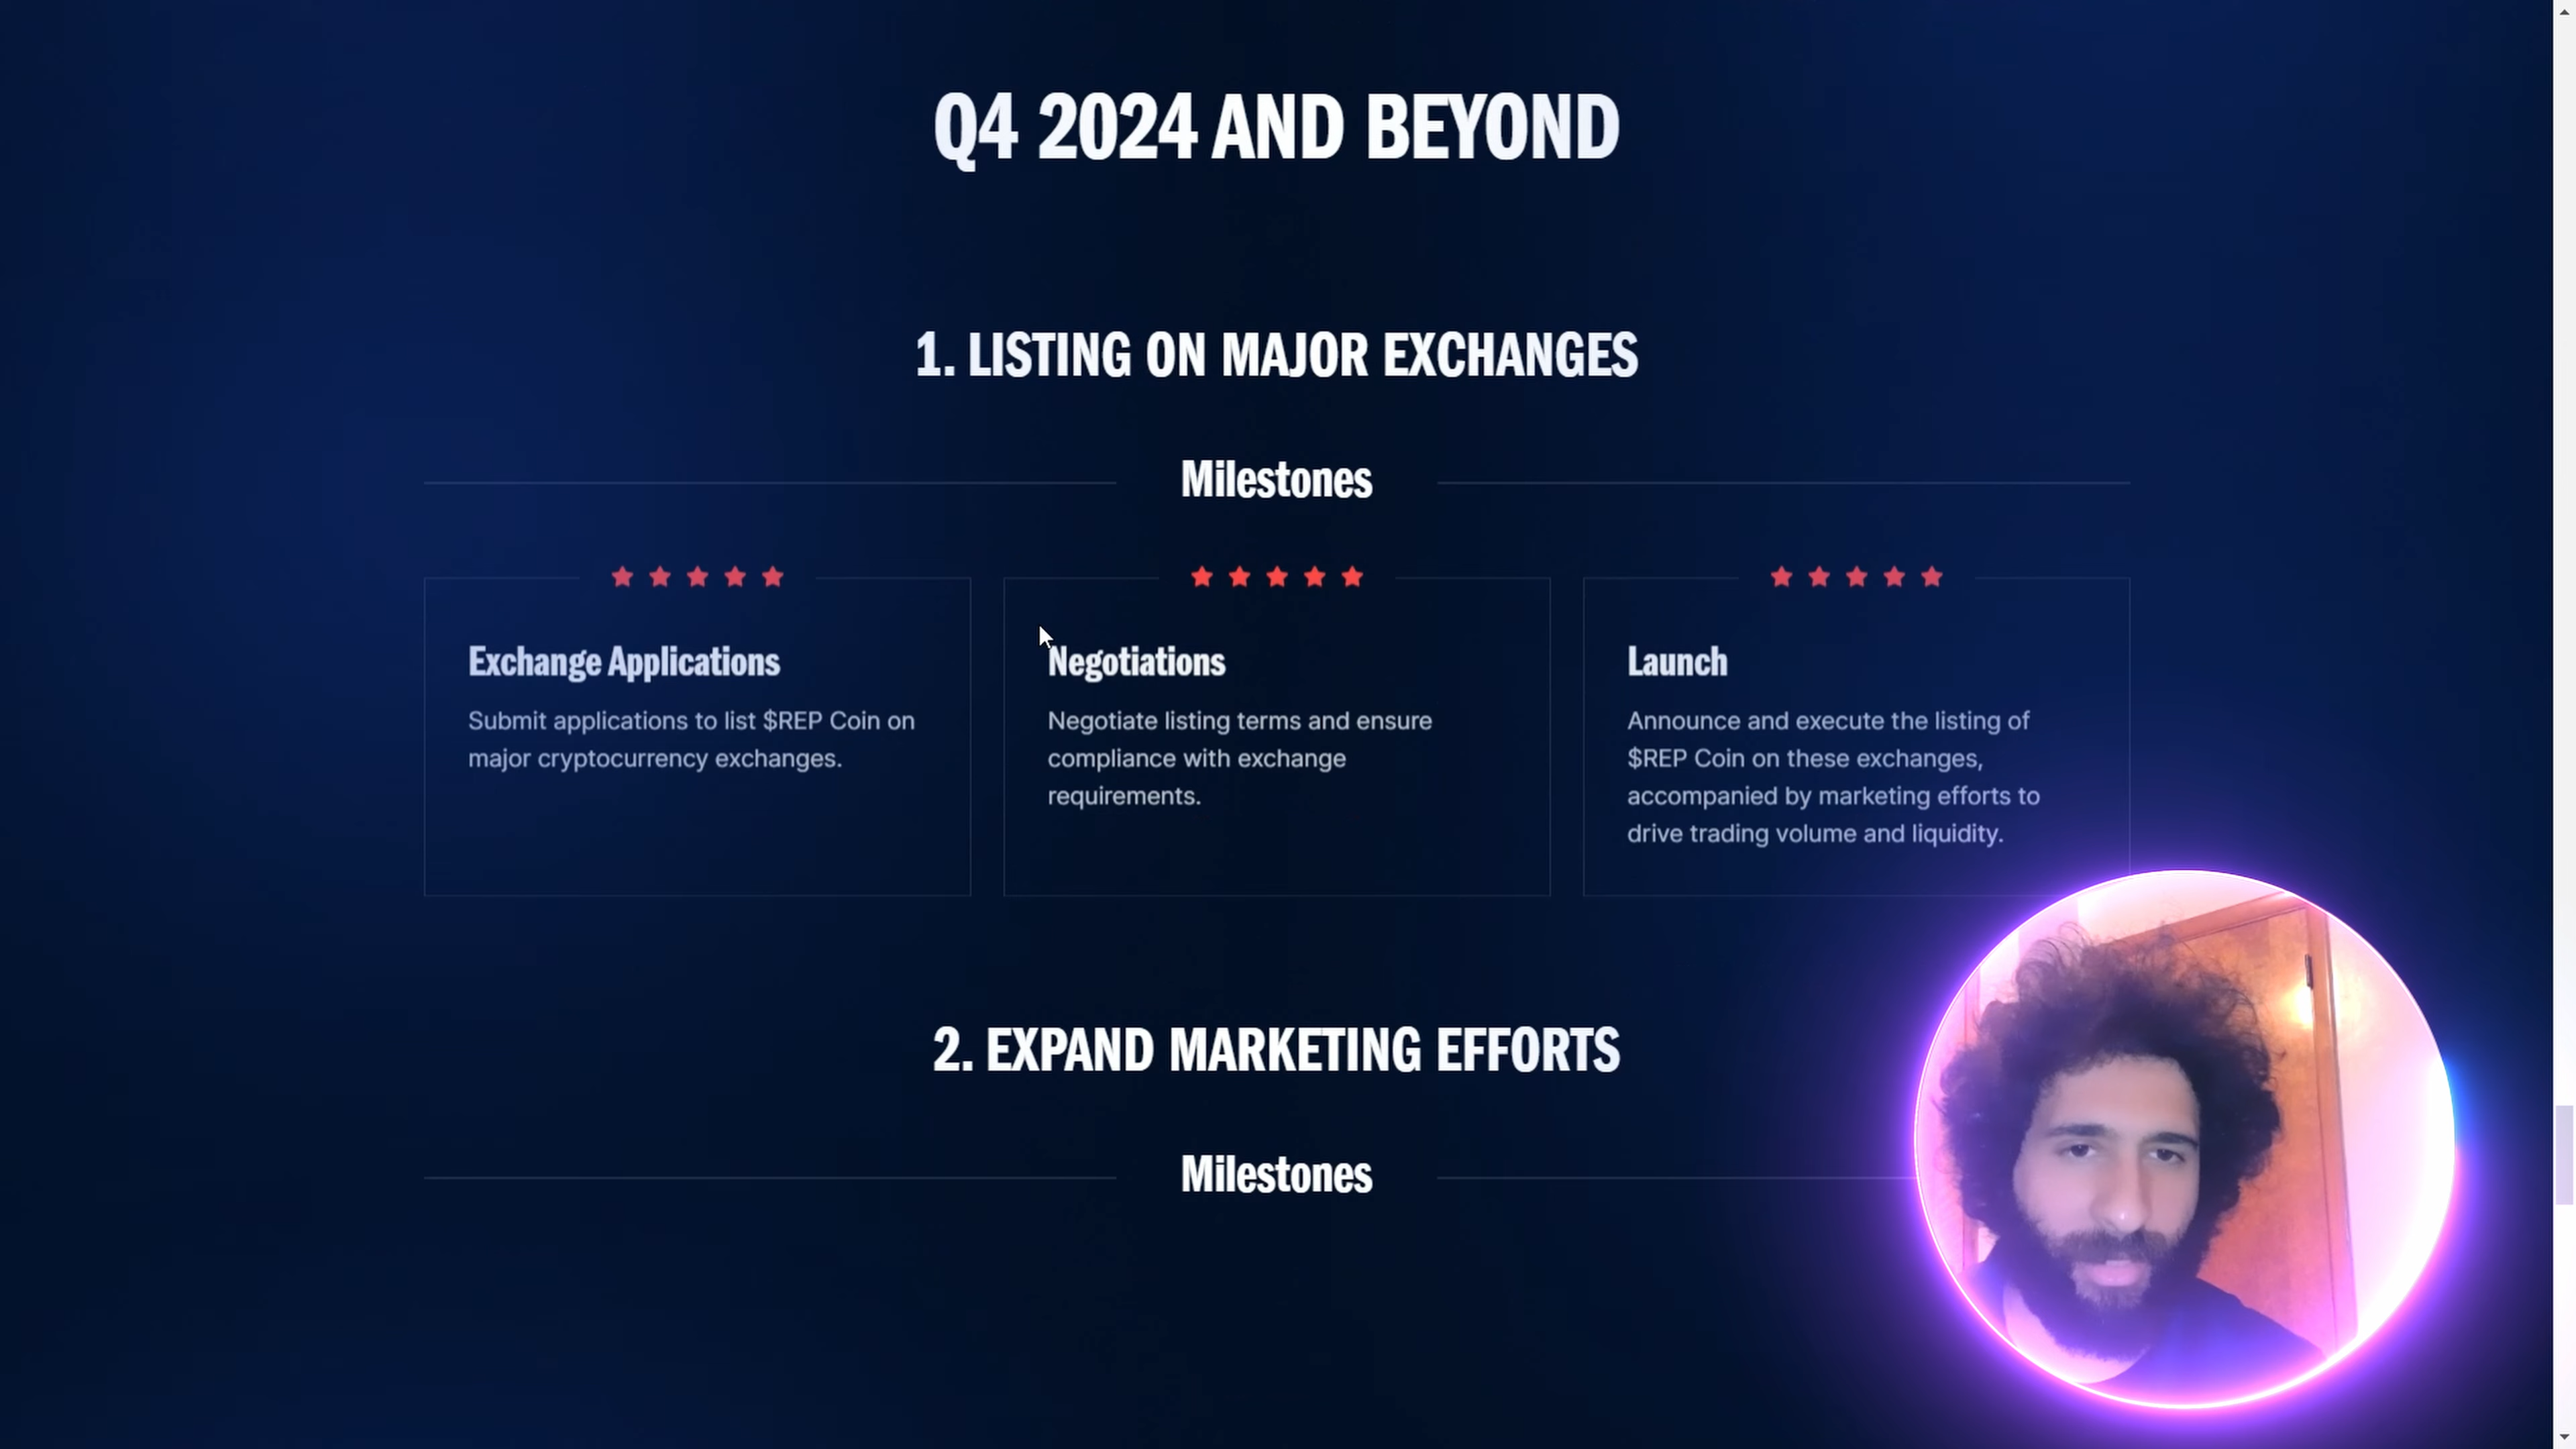 Q4 2024 AND BEYOND
1. LISTING ON MAJOR EXCHANGES
Milestones
Exchange Applications
Submit applications to list $REP Coin on
major cryptocurrency exchanges.
Negotiations
Negotiate listing terms and ensure
compliance with exchange
requirements.
Launch
Announce and execute the listing of
$REP Coin on these exchanges,
accompanied by marketing efforts to
drive trading volume and liquidity.
2. EXPAND MARKETING EFFORTS
Milestones